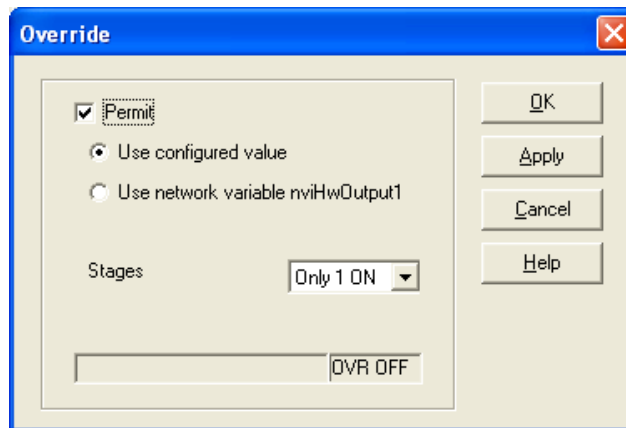 Override
Permit
Use configured value
Use network variable nviHwOutput1
Stages
Only 1 ON
OVR OFF
OK
Apply
Cancel
Help